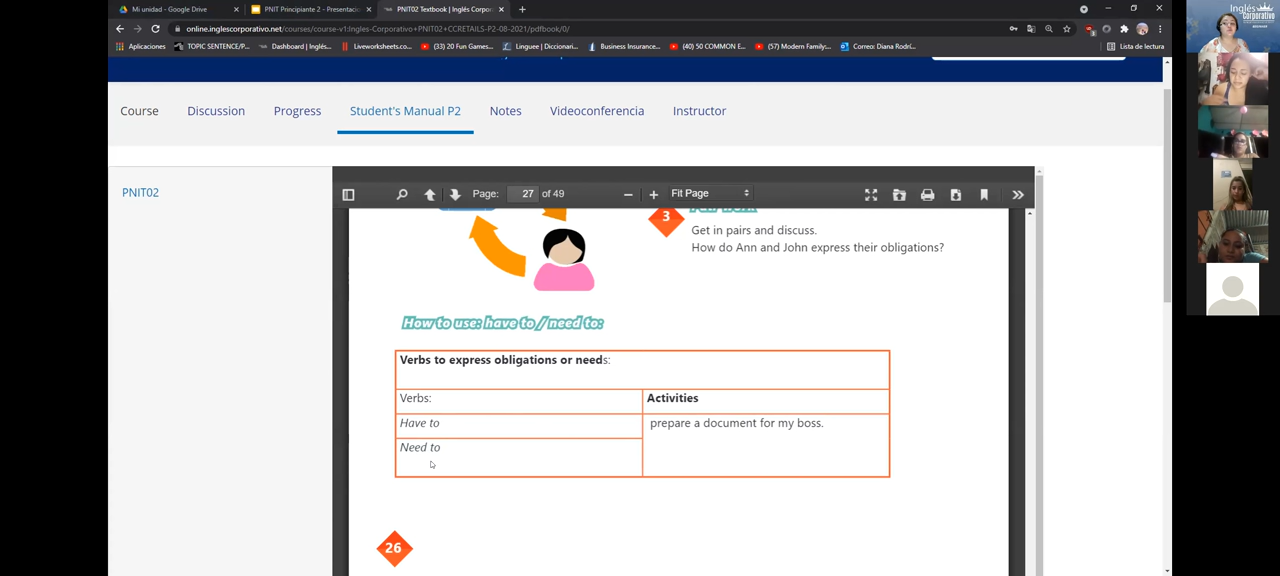 Mi unidad - Google Drive
PNIT Principiante 2 - Presentacio
PNIT02 Textbook | Inglés Corpor
online.inglescorporativo.net/courses/course-v1:Ingles-Corporativo+PNIT02+CCRETAILS-P2-08-2021/pdfbook/0/
Aplicaciones
TOPIC SENTENCE/P...
Dashboard | Inglés...
Liveworksheets.co...
(33) 20 Fun Games...
Linguee | Diccionari...
Business Insurance...
(40) 50 COMMON E...
(57) Modern Family:...
Correo: Diana Rodrí...
Lista de lectura
Inglés
Corporativo
Course
Discussion
Progress
Student's Manual P2
Notes
Videoconferencia
Instructor
PNIT02
Page: 27 of 49
Fit Page
3
Get in pairs and discuss.
How do Ann and John express their obligations?
How to use: have to / need to:
Verbs to express obligations or needs:
Verbs:
Activities
Have to
prepare a document for my boss.
Need to
26